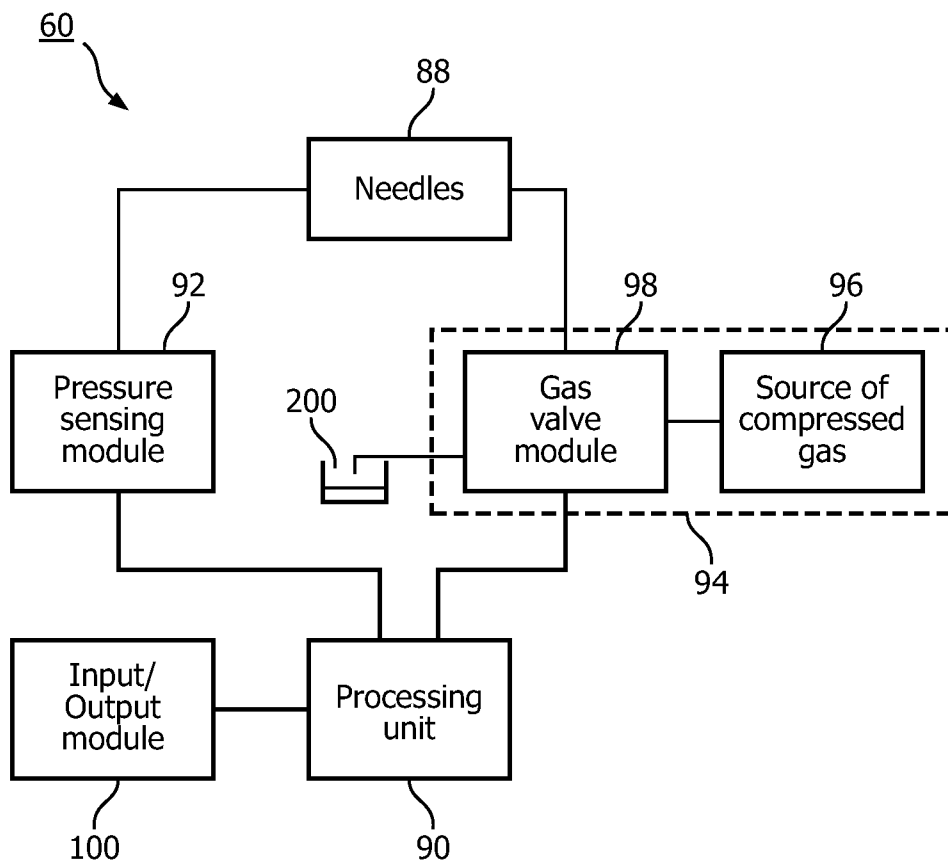 60
88
Needles
92
98
96
Pressure
sensing
module
200
Gas
valve
module
Source of
compressed
gas
94
Input/
Output
module
Processing
unit
100
90